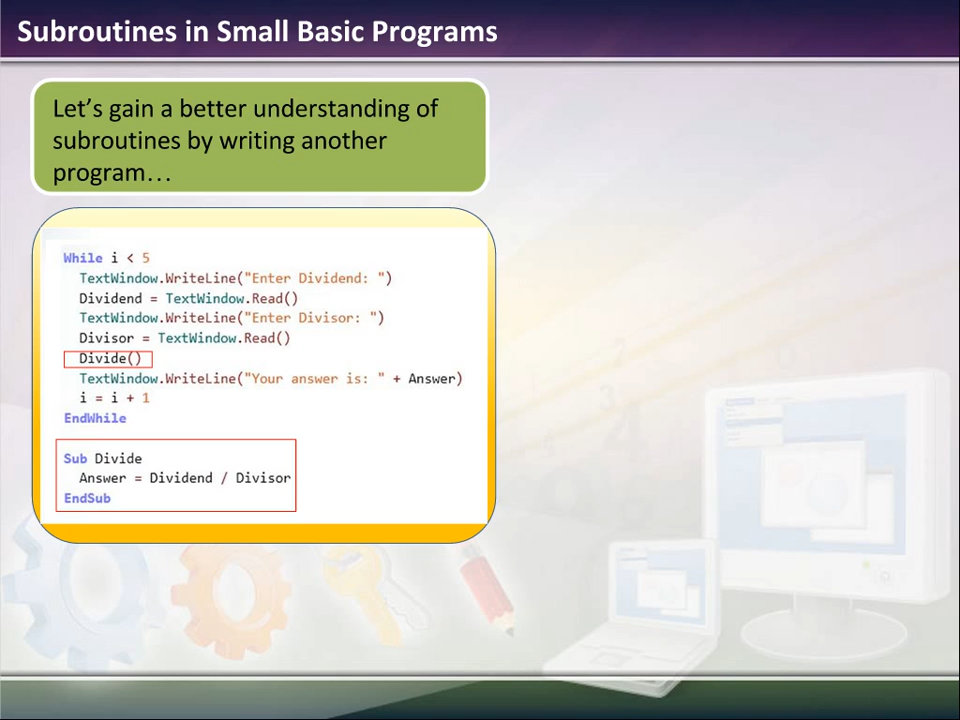 Subroutines in Small Basic Programs
Let’s gain a better understanding of
subroutines by writing another
program…
While i < 5
TextWindow.WriteLine("Enter Dividend: ")
Dividend = TextWindow.Read()
TextWindow.WriteLine("Enter Divisor: ")
Divisor = TextWindow.Read()
Divide()
TextWindow.WriteLine("Your answer is: " + Answer)
i = i + 1
EndWhile
Sub Divide
Answer = Dividend / Divisor
EndSub